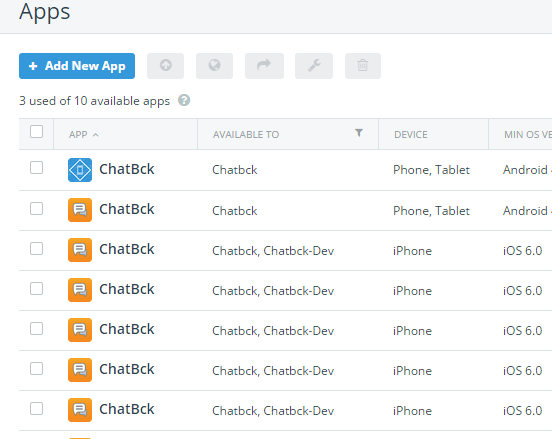 Apps
+ Add New App
3 used of 10 available apps ?
APP AVAILABLE TO DEVICE MIN OS VE
ChatBck Chatbck Phone, Tablet Android 4
ChatBck Chatbck Phone, Tablet Android 4
ChatBck Chatbck, Chatbck-Dev iPhone iOS 6.0
ChatBck Chatbck, Chatbck-Dev iPhone iOS 6.0
ChatBck Chatbck, Chatbck-Dev iPhone iOS 6.0
ChatBck Chatbck, Chatbck-Dev iPhone iOS 6.0
ChatBck Chatbck, Chatbck-Dev iPhone iOS 6.0